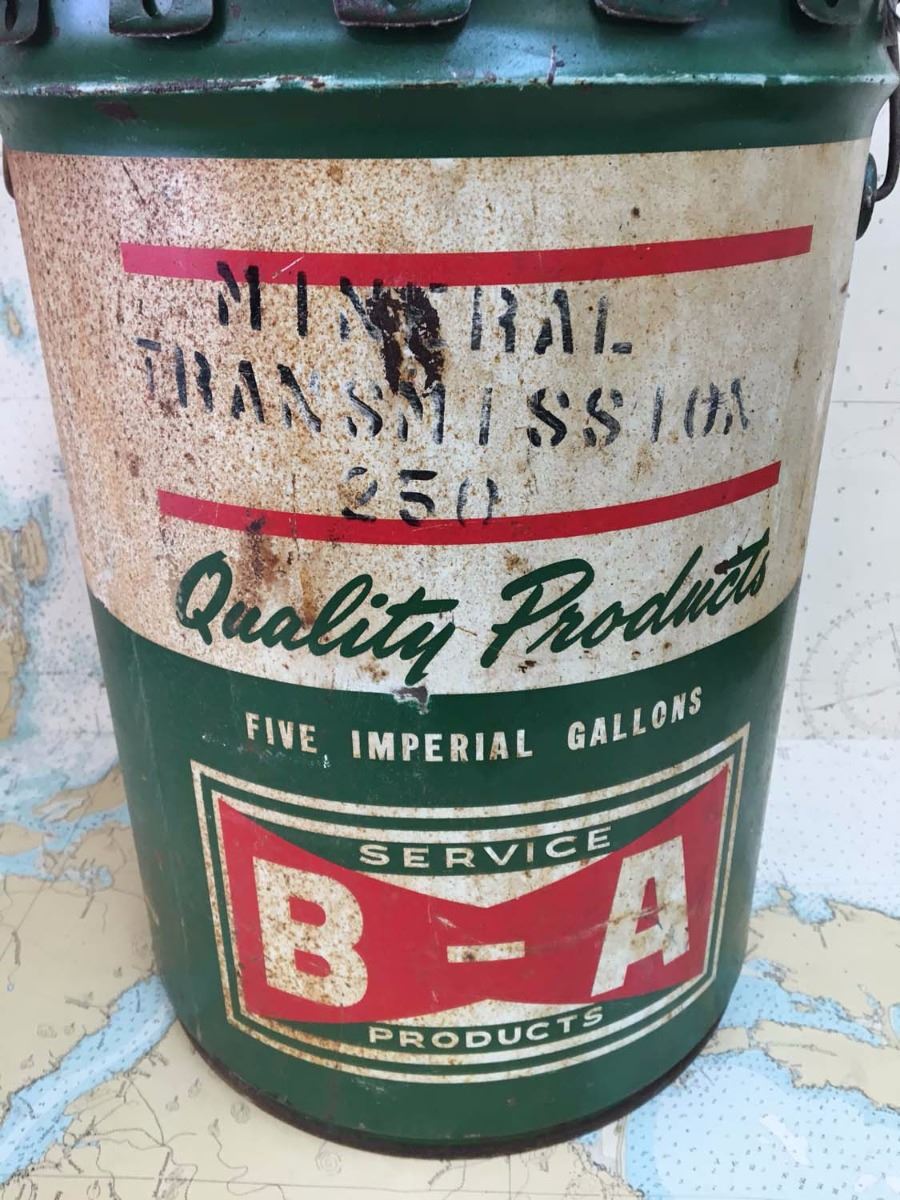 MINERAL
TRANSMISSION
250
Quality Products
FIVE IMPERIAL GALLONS
SERVICE
B-A
PRODUCTS